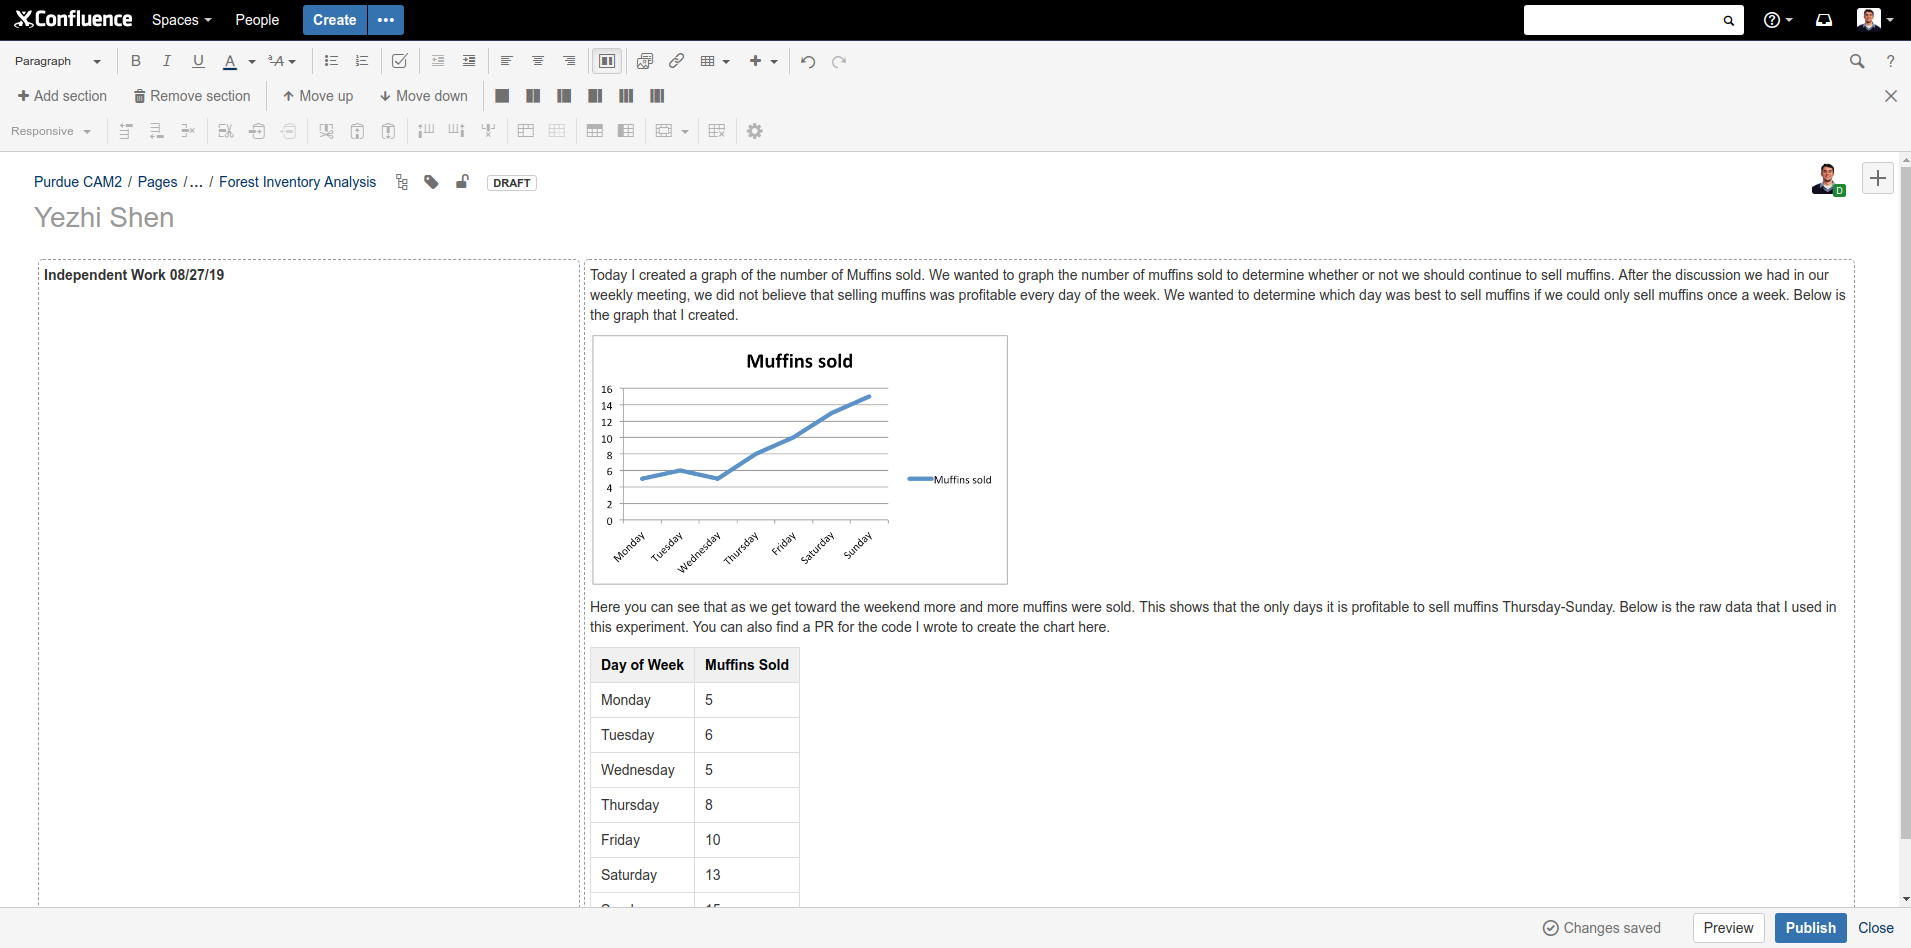 Confluence Spaces People Create •••
Paragraph B I U A A
Add section Remove section Move up Move down
Responsive
Purdue CAM2 / Pages /... / Forest Inventory Analysis DRAFT D
Yezhi Shen
Independent Work 08/27/19
Today I created a graph of the number of Muffins sold. We wanted to graph the number of muffins sold to determine whether or not we should continue to sell muffins. After the discussion we had in our
weekly meeting, we did not believe that selling muffins was profitable every day of the week. We wanted to determine which day was best to sell muffins if we could only sell muffins once a week. Below is
the graph that I created.
Muffins sold
16
14
12
10
8
6
4
2
0
Monday Tuesday Wednesday Thursday Friday Saturday Sunday
Muffins sold
Here you can see that as we get toward the weekend more and more muffins were sold. This shows that the only days it is profitable to sell muffins Thursday-Sunday. Below is the raw data that I used in
this experiment. You can also find a PR for the code I wrote to create the chart here.
Day of Week Muffins Sold
Monday 5
Tuesday 6
Wednesday 5
Thursday 8
Friday 10
Saturday 13
Changes saved Preview Publish Close